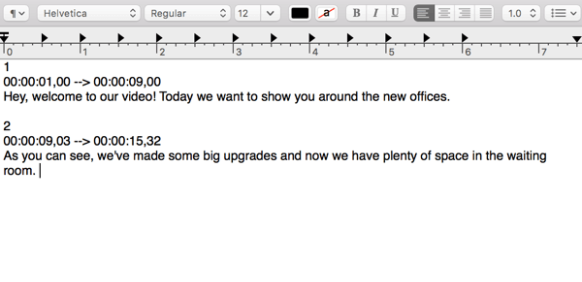 Helvetica Regular 12 a B I U 1.0
0 1 2 3 4 5 6 7
1
00:00:01,00 --> 00:00:09,00
Hey, welcome to our video! Today we want to show you around the new offices.
2
00:00:09,03 --> 00:00:15,32
As you can see, we've made some big upgrades and now we have plenty of space in the waiting
room.